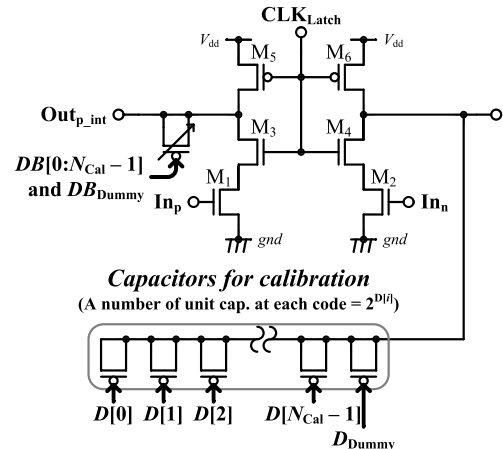 CLK_Latch
V_dd V_dd
M_5 M_6
Out_p_int
M_3 M_4
DB[0:N_Cal − 1]
and DB_Dummy
M_1 M_2
In_p In_n
gnd gnd
Capacitors for calibration
(A number of unit cap. at each code = 2^D[i])
D[0] D[1] D[2] D[N_Cal − 1]
D_Dummy